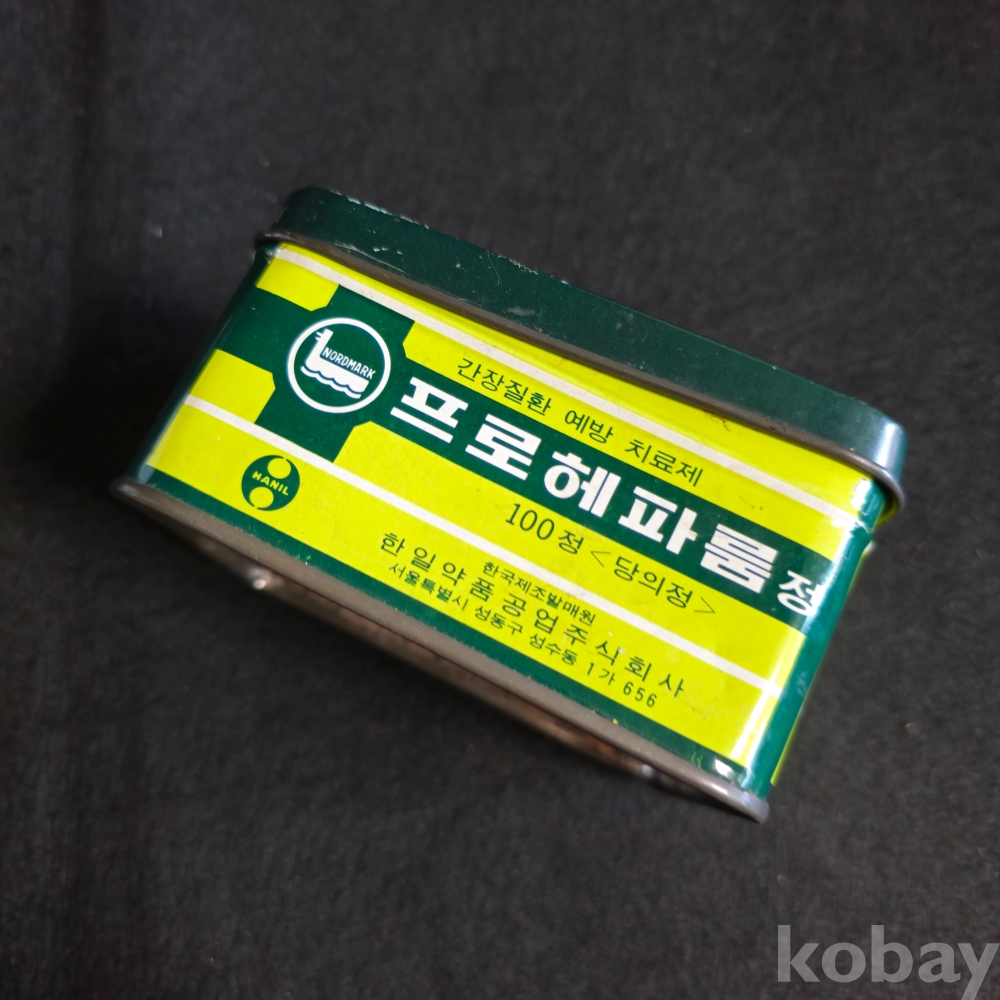 NORDMARK
간장질환 예방 치료제
프로헤파룸 정
100정 <당의정>
HANIL
한국제조발매원
한일약품공업주식회사
서울특별시 성동구 성수동 1가 656
kobay